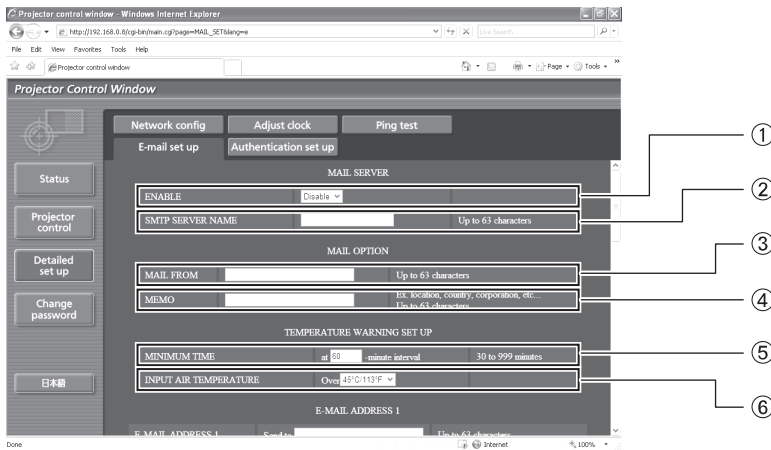 Projector control window - Windows Internet Explorer
http://192.168.0.8/cgi-bin/main.cgi?page=MAIL_SET&lang=e
Live Search
File Edit View Favorites Tools Help
Projector control window
Page Tools
Projector Control Window
Network config Adjust clock Ping test
E-mail set up Authentication set up
Status
Projector control
Detailed set up
Change password
日本語
MAIL SERVER
ENABLE Disable
①
SMTP SERVER NAME Up to 63 characters
②
MAIL OPTION
MAIL FROM Up to 63 characters
③
MEMO Ex. location, country, corporation, etc...
Up to 63 characters
④
TEMPERATURE WARNING SET UP
MINIMUM TIME at 60 -minute interval 30 to 999 minutes
⑤
INPUT AIR TEMPERATURE Over 45°C/113°F
⑥
E-MAIL ADDRESS 1
E-MAIL ADDRESS 1 Send to Up to 63 characters
Done Internet 100%